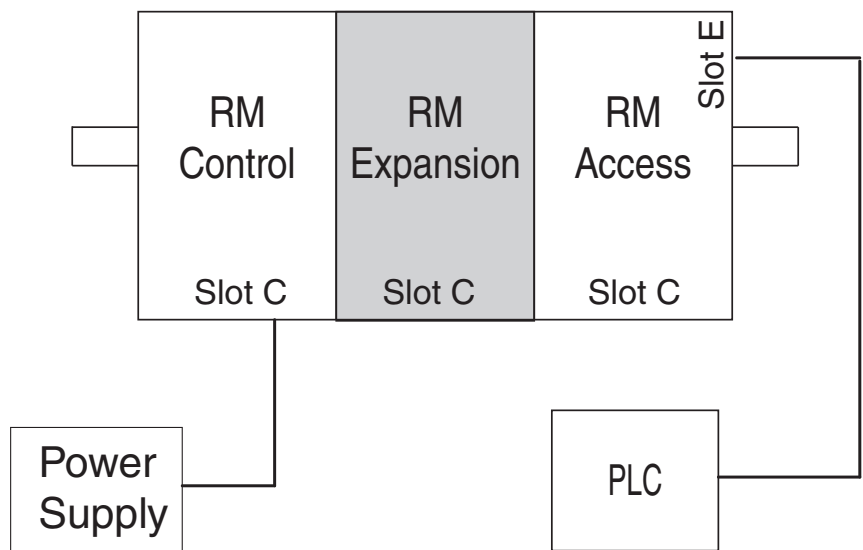 Slot E
RM
Control
RM
Expansion
RM
Access
Slot C
Slot C
Slot C
Power
Supply
PLC